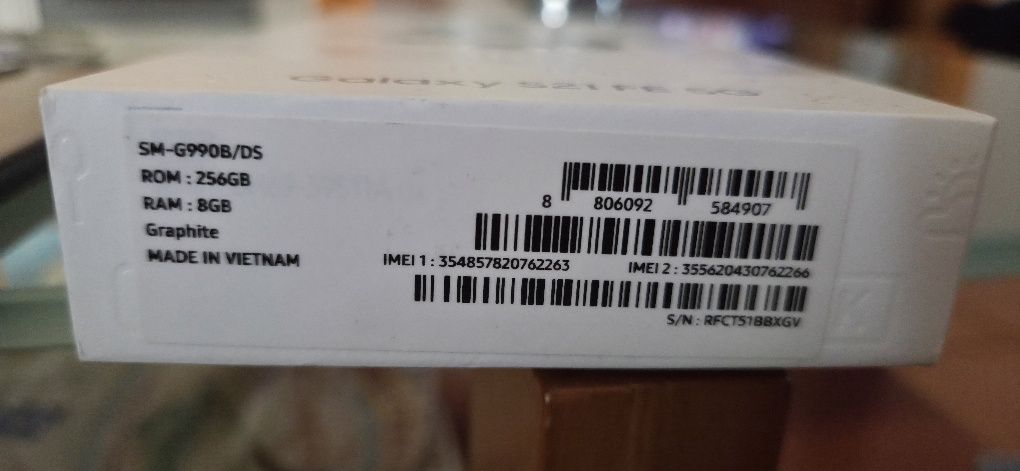 Galaxy S21 FE 5G
SM-G990B/DS
ROM : 256GB
RAM : 8GB
Graphite
MADE IN VIETNAM
8 806092 584907
IMEI 1 : 354857820762263 IMEI 2 : 355620430762266
S/N : RFCT51BBXGV